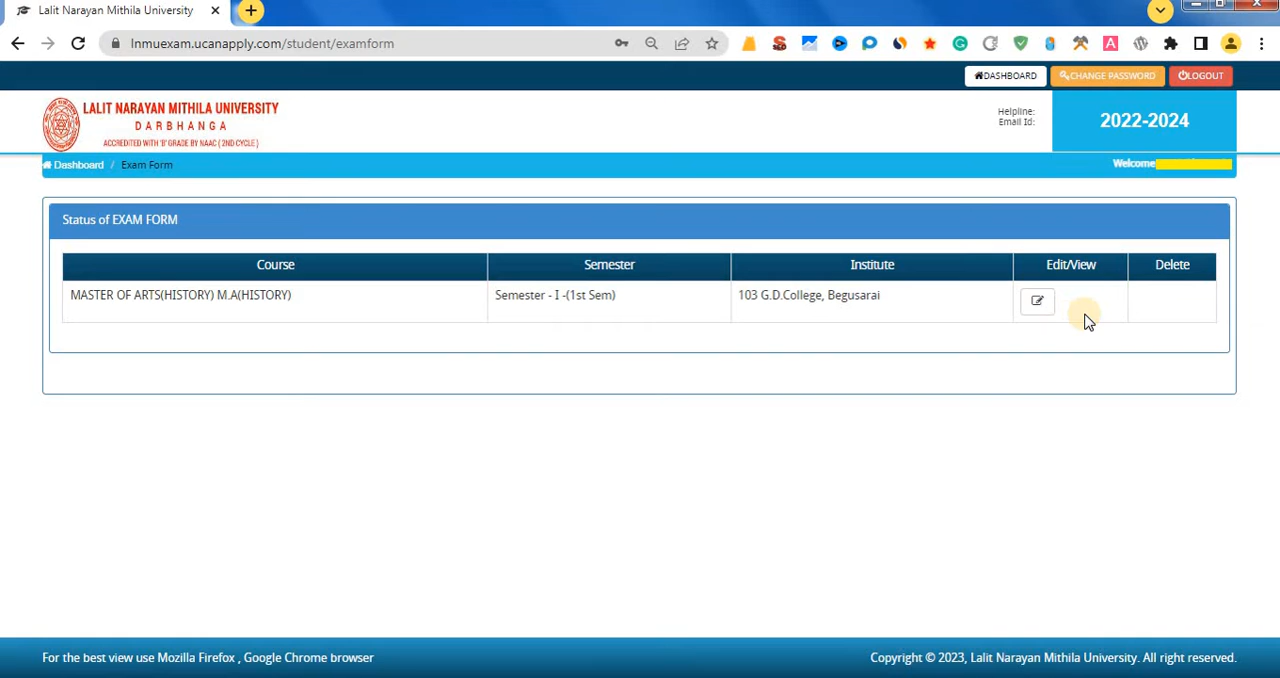 Lalit Narayan Mithila University
lnmuexam.ucanapply.com/student/examform
DASHBOARD
CHANGE PASSWORD
LOGOUT
LALIT NARAYAN MITHILA UNIVERSITY
DARBHANGA
ACCREDITED WITH 'B' GRADE BY NAAC ( 2ND CYCLE )
Helpline:
Email Id:
2022-2024
Dashboard / Exam Form
Welcome
Status of EXAM FORM
Course Semester Institute Edit/View Delete
MASTER OF ARTS(HISTORY) M.A(HISTORY) Semester - I -(1st Sem) 103 G.D.College, Begusarai
For the best view use Mozilla Firefox , Google Chrome browser
Copyright © 2023, Lalit Narayan Mithila University. All right reserved.